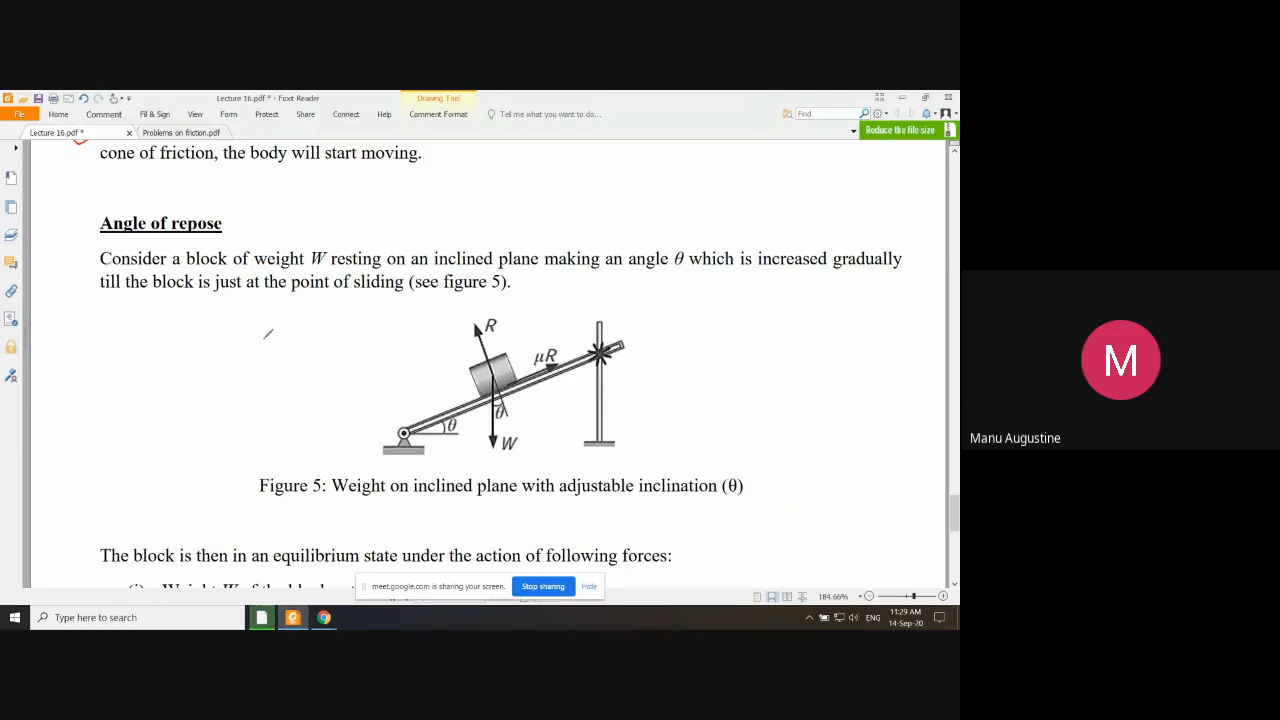 Lecture 16.pdf * - Foxit Reader
Drawing Tool
File Home Comment Fill & Sign View Form Protect Share Connect Help Comment Format Tell me what you want to do... Find
Lecture 16.pdf * Problems on friction.pdf Reduce the file size
cone of friction, the body will start moving.
Angle of repose
Consider a block of weight W resting on an inclined plane making an angle θ which is increased gradually
till the block is just at the point of sliding (see figure 5).
R
μR
θ
θ
W
Figure 5: Weight on inclined plane with adjustable inclination (θ)
The block is then in an equilibrium state under the action of following forces:
meet.google.com is sharing your screen. Stop sharing Hide
184.66%
Type here to search
ENG
11:29 AM
14-Sep-20
M
Manu Augustine